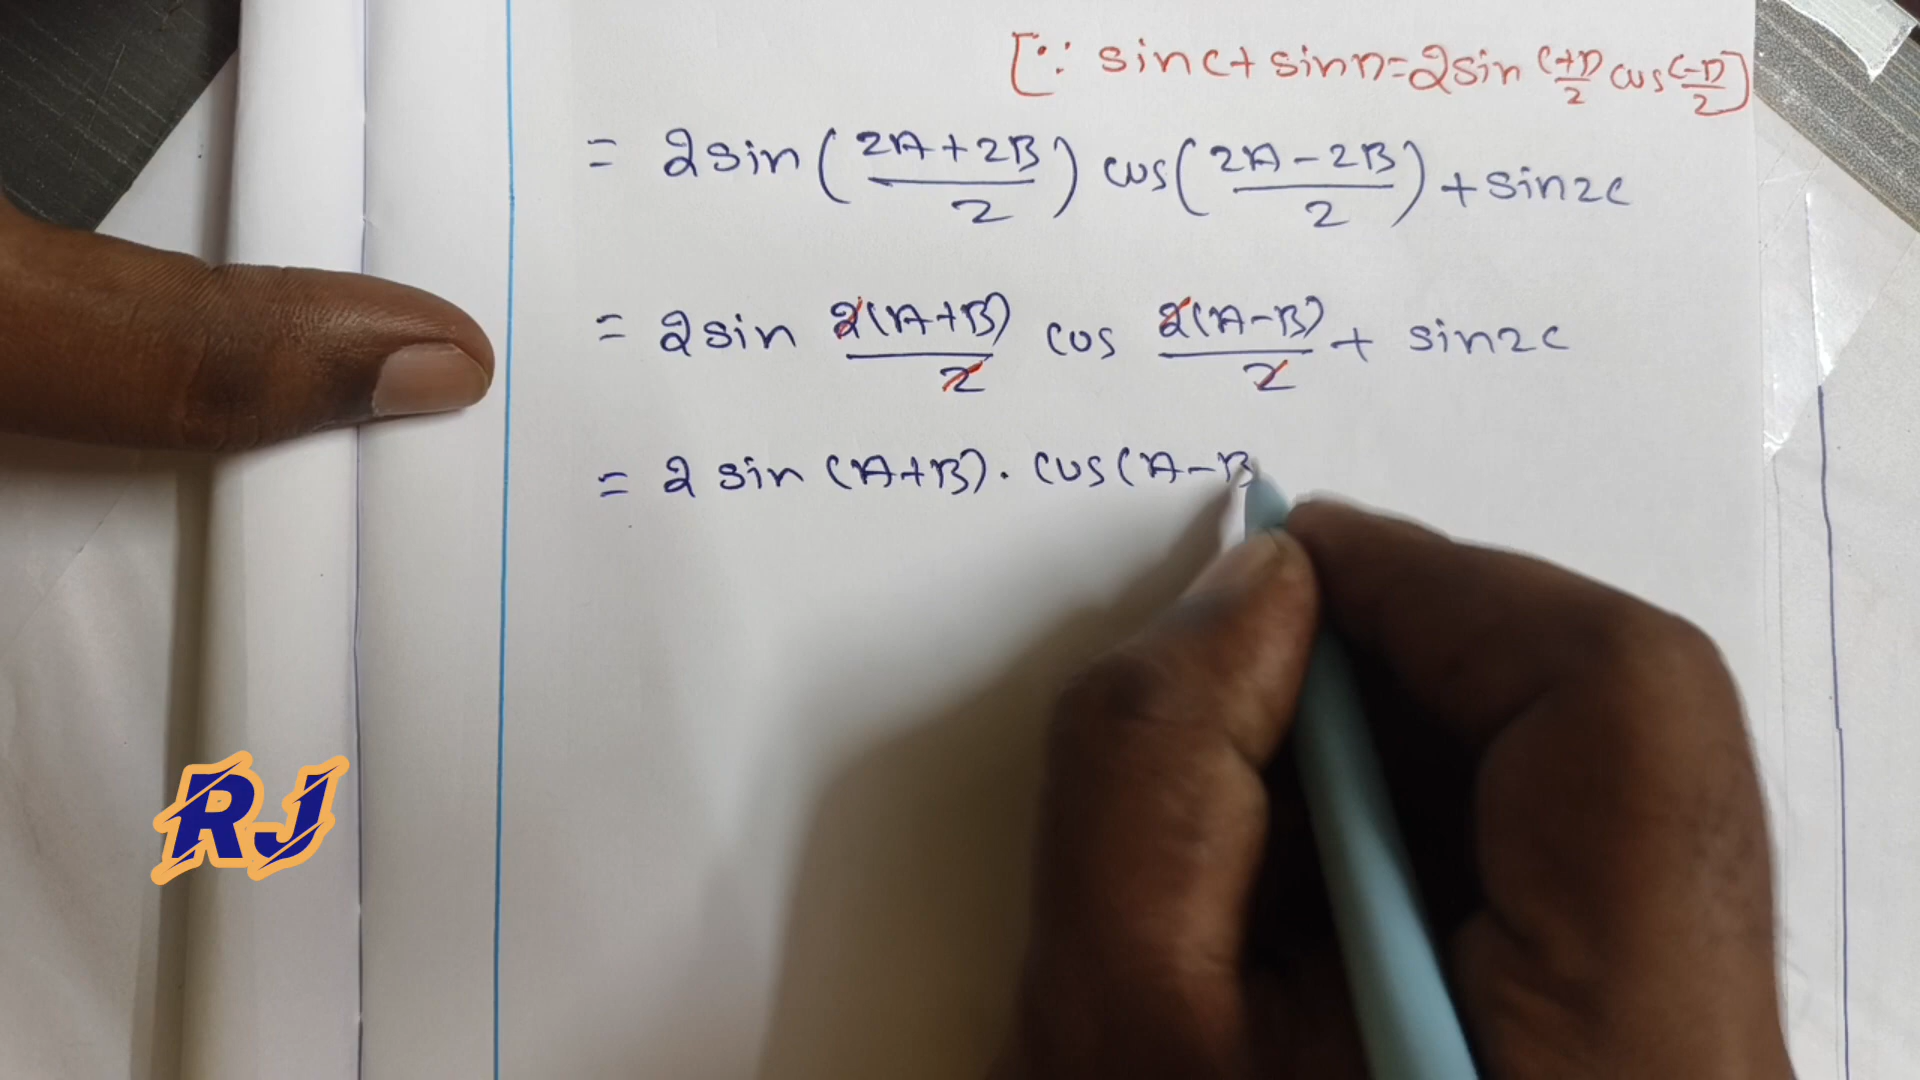 [∵ sinc + sinD = 2sin (C+D)/2 cos (C-D)/2]
= 2sin((2A+2B)/2) cos((2A-2B)/2) + sin2C
= 2sin 2(A+B)/2 cos 2(A-B)/2 + sin2C
= 2 sin (A+B). cos(A-B
RJ